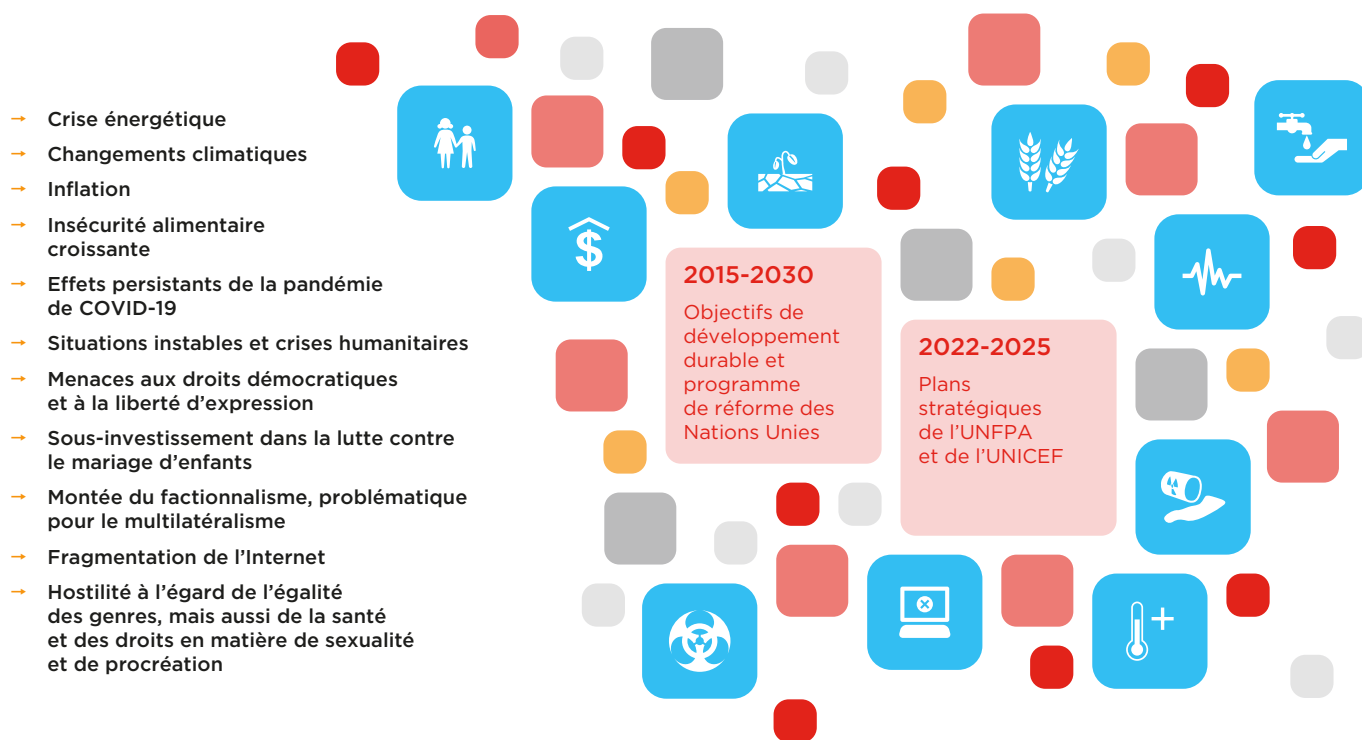 → Crise énergétique
→ Changements climatiques
→ Inflation
→ Insécurité alimentaire
croissante
→ Effets persistants de la pandémie
de COVID-19
→ Situations instables et crises humanitaires
→ Menaces aux droits démocratiques
et à la liberté d’expression
→ Sous-investissement dans la lutte contre
le mariage d’enfants
→ Montée du factionnalisme, problématique
pour le multilatéralisme
→ Fragmentation de l’Internet
→ Hostilité à l’égard de l’égalité
des genres, mais aussi de la santé
et des droits en matière de sexualité
et de procréation
$
2015-2030
Objectifs de
développement
durable et
programme
de réforme des
Nations Unies
2022-2025
Plans
stratégiques
de l’UNFPA
et de l’UNICEF